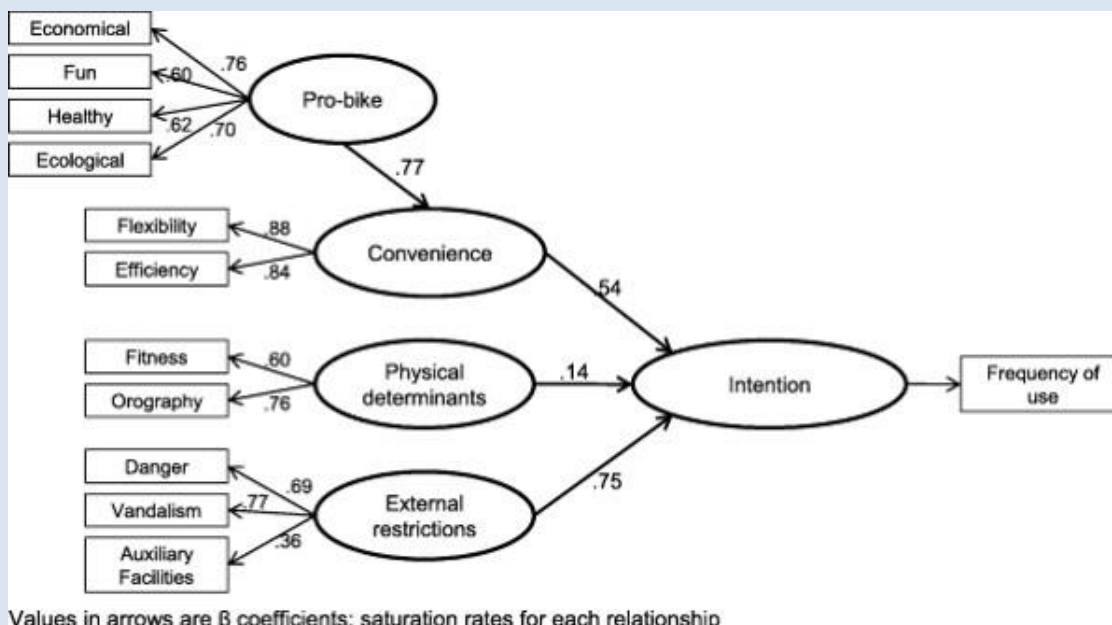 Economical
Fun
Healthy
Ecological
.76
.60
.62
.70
Pro-bike
.77
Flexibility
Efficiency
.88
.84
Convenience
.54
Fitness
Orography
.60
.76
Physical
determinants
.14
Intention
Frequency of
use
Danger
Vandalism
Auxiliary
Facilities
.69
.77
.36
External
restrictions
.75
Values in arrows are β coefficients: saturation rates for each relationship